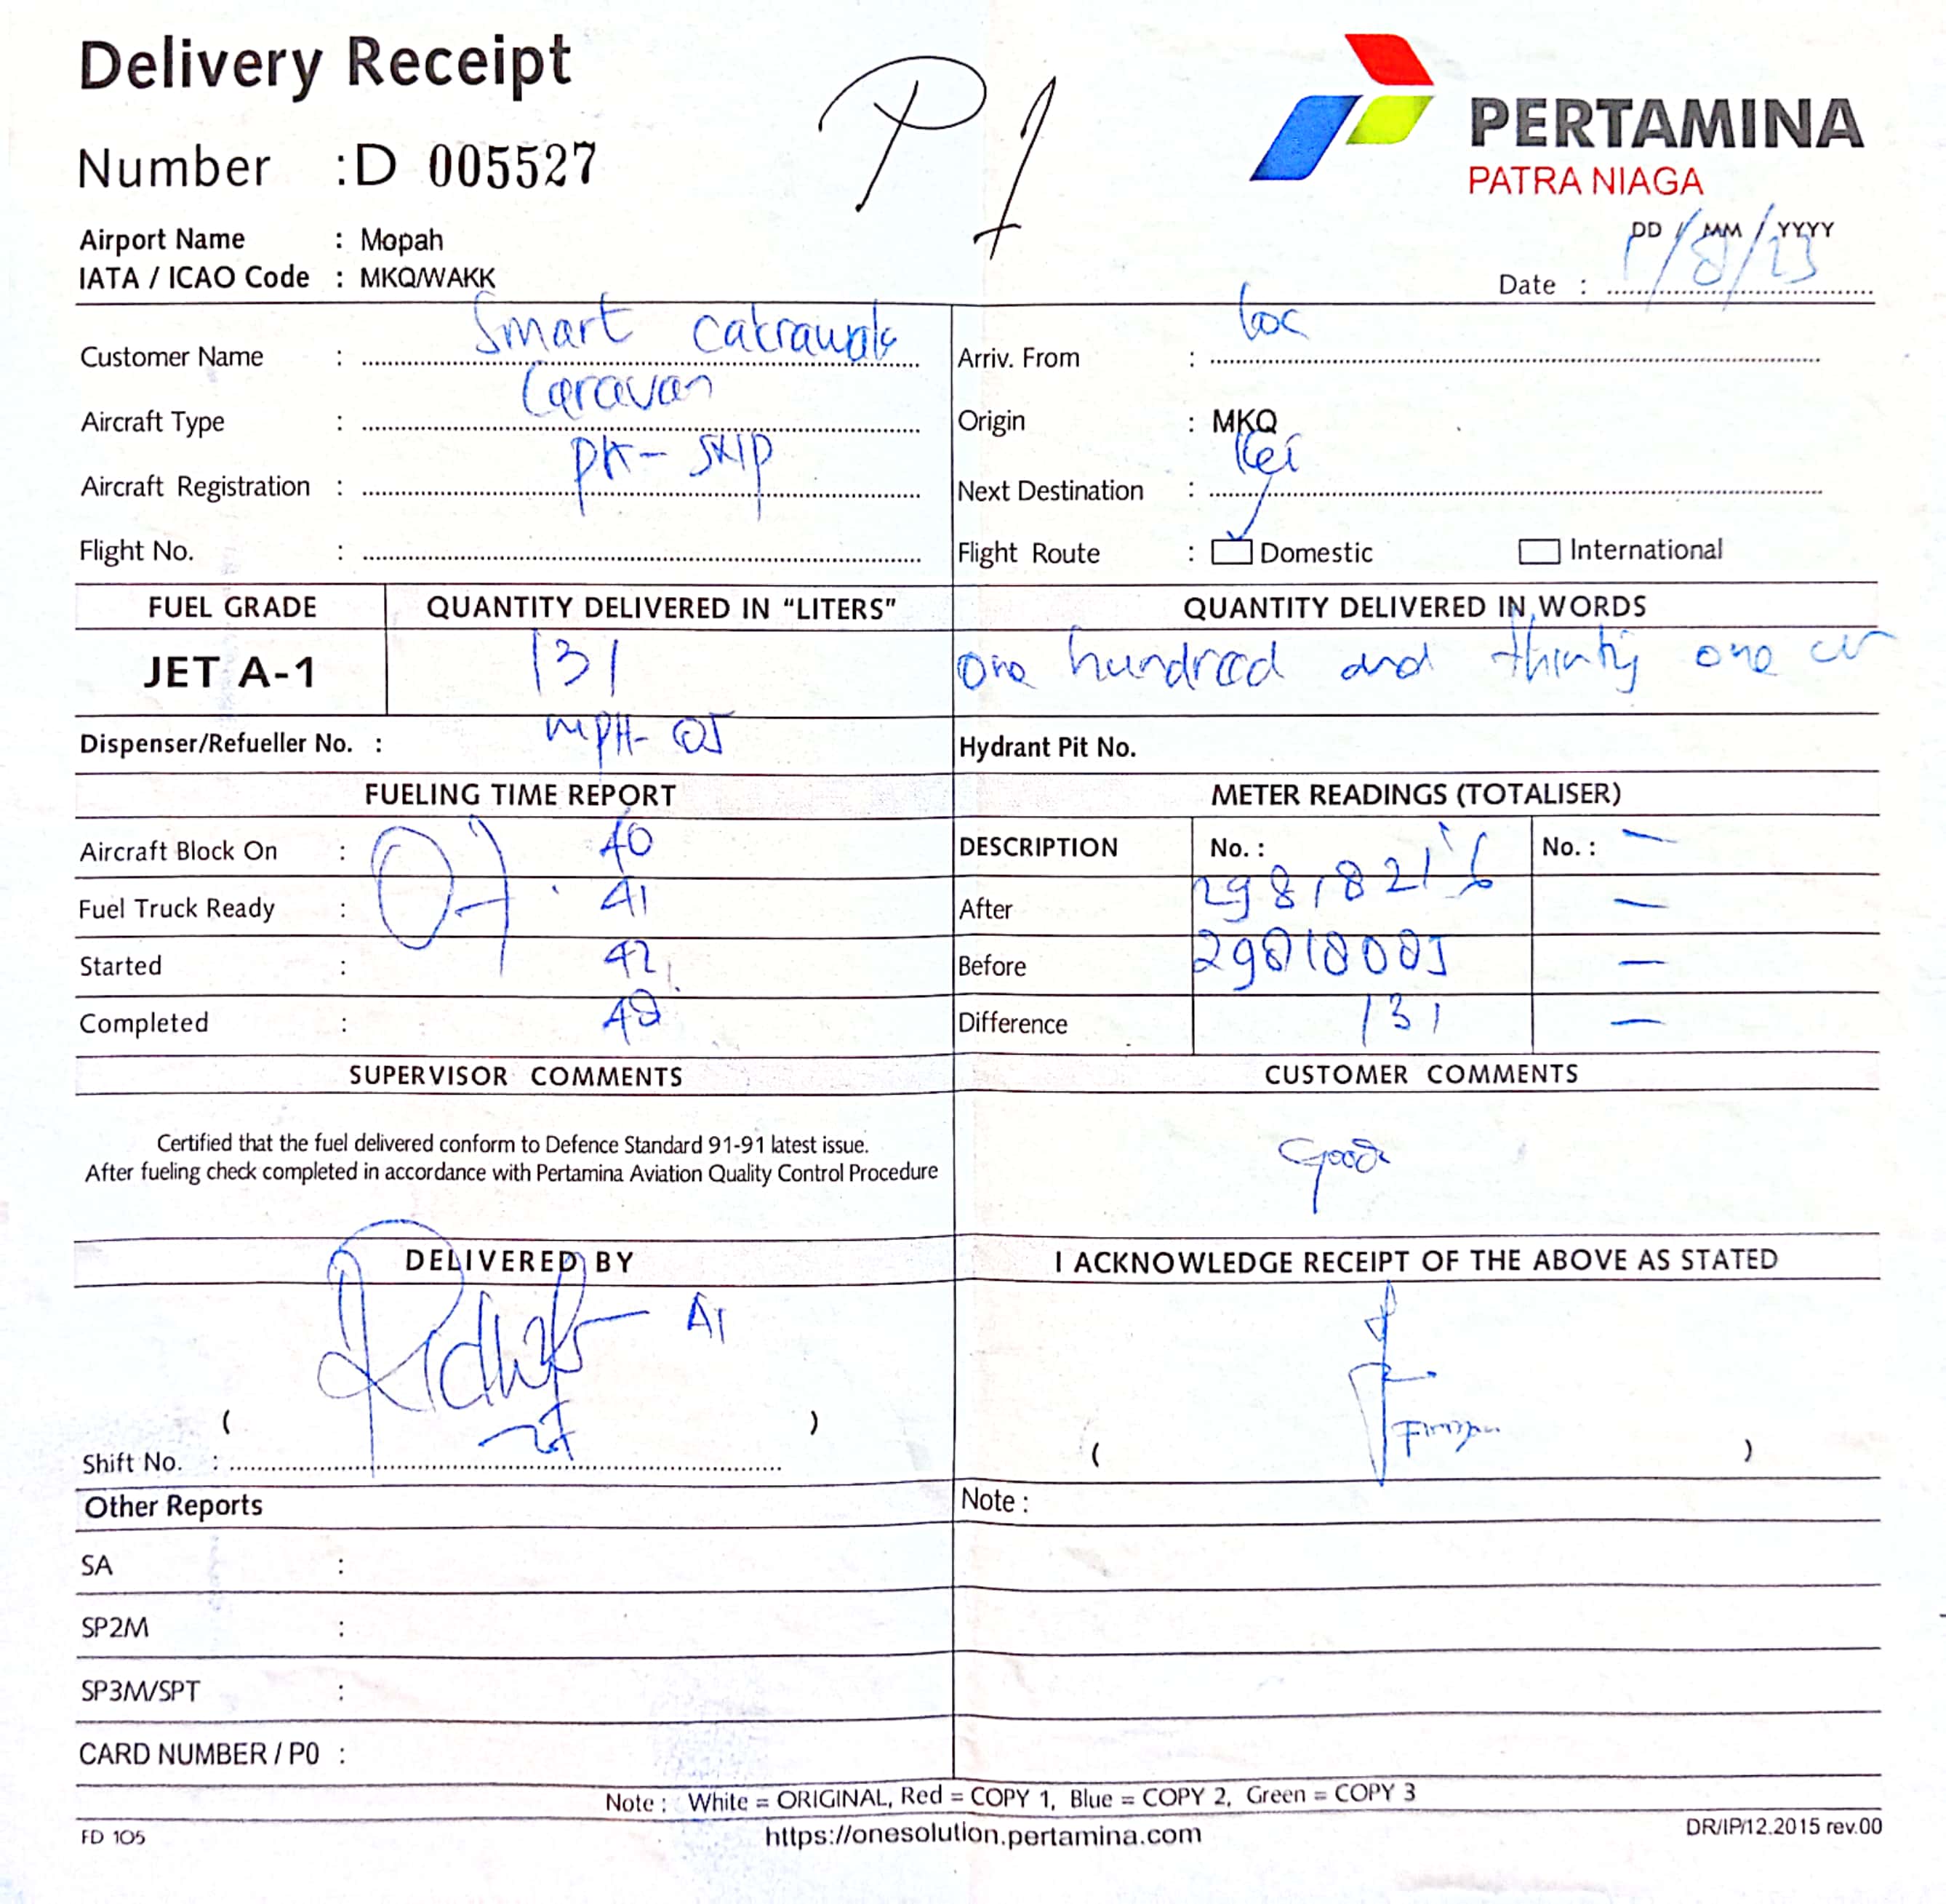 Delivery Receipt
P7
PERTAMINA
PATRA NIAGA
Number : D 005527
Airport Name : Mopah
IATA / ICAO Code : MKQ/WAKK
DD / MM / YYYY
Date : /8/23
Customer Name : Smart Cakrawala
Arriv. From : Loc
Aircraft Type : Caravan
Origin : MKQ
Aircraft Registration : PK-SNP
Next Destination : Kei
Flight No. :
Flight Route : Domestic International
FUEL GRADE QUANTITY DELIVERED IN "LITERS" QUANTITY DELIVERED IN WORDS
JET A-1 131 One hundred and thirty one
Dispenser/Refueller No. : MPH-05 Hydrant Pit No.
FUELING TIME REPORT METER READINGS (TOTALISER)
Aircraft Block On : 07 40 DESCRIPTION No. : No. : —
Fuel Truck Ready : 41 After 2981821,6 —
Started : 42 Before —
Completed : 48 Difference 131 —
SUPERVISOR COMMENTS CUSTOMER COMMENTS
Certified that the fuel delivered conform to Defence Standard 91-91 latest issue.
After fueling check completed in accordance with Pertamina Aviation Quality Control Procedure
Good
DELIVERED BY I ACKNOWLEDGE RECEIPT OF THE ABOVE AS STATED
( )
( )
Shift No. :
Other Reports Note :
SA :
SP2M :
SP3M/SPT :
CARD NUMBER / PO :
Note : White = ORIGINAL, Red = COPY 1, Blue = COPY 2, Green = COPY 3
FD 105 https://onesolution.pertamina.com DR/IP/12.2015 rev.00